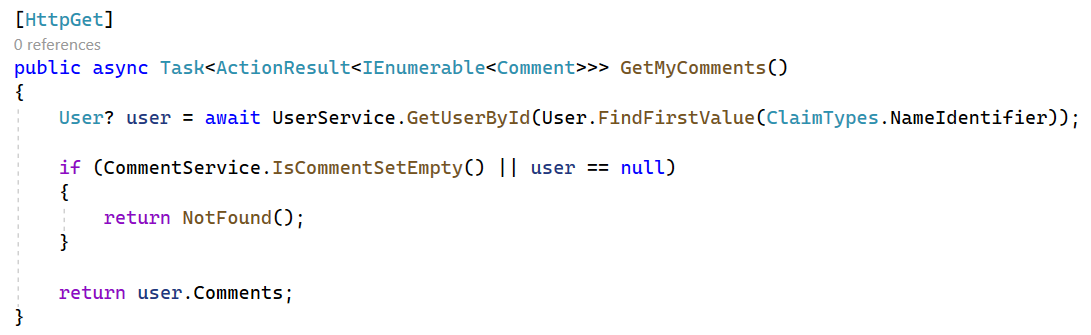 [HttpGet]
0 references
public async Task<ActionResult<IEnumerable<Comment>>> GetMyComments()
{
    User? user = await UserService.GetUserById(User.FindFirstValue(ClaimTypes.NameIdentifier));

    if (CommentService.IsCommentSetEmpty() || user == null)
    {
        return NotFound();
    }

    return user.Comments;
}